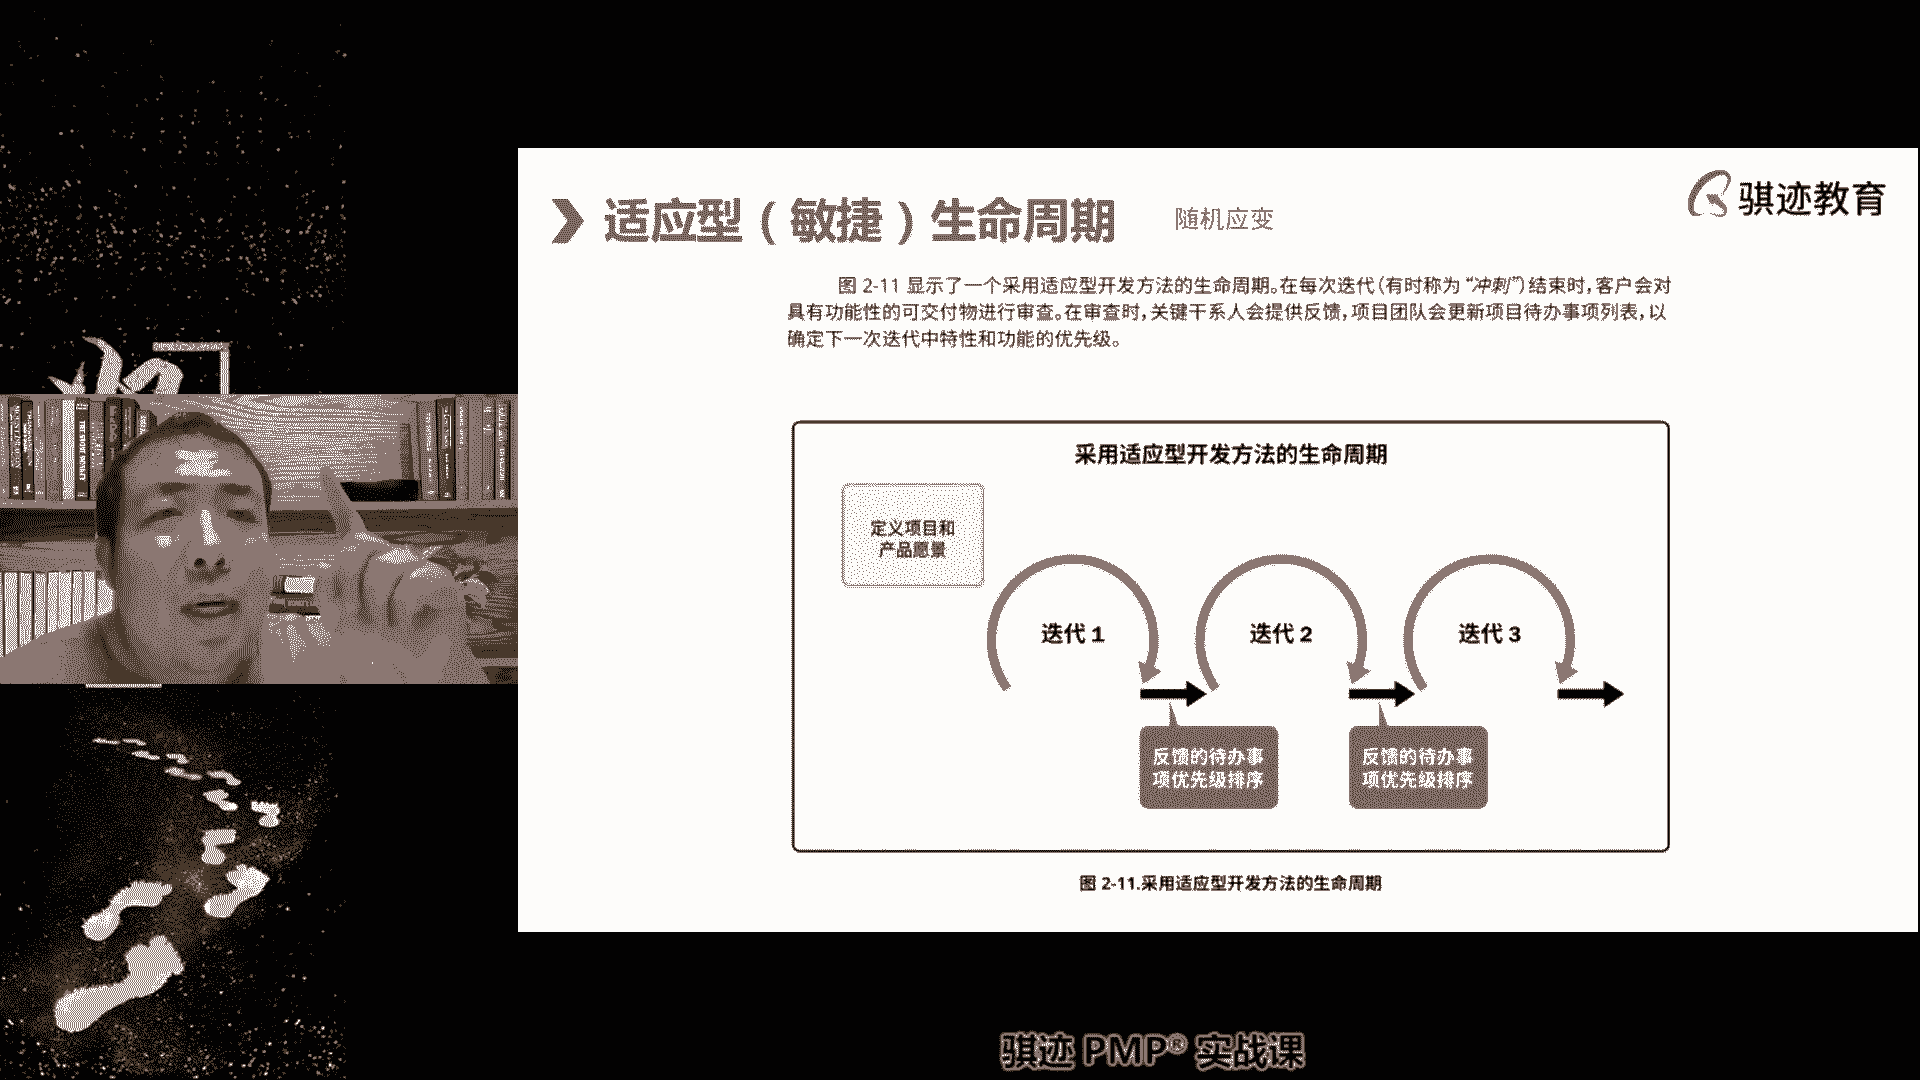 适应型（敏捷）生命周期
随机应变
骐迹教育
图 2-11 显示了一个采用适应型开发方法的生命周期。在每次迭代（有时称为 “冲刺”）结束时，客户会对
具有功能性的可交付物进行审查。在审查时，关键干系人会提供反馈，项目团队会更新项目待办事项列表，以
确定下一次迭代中特性和功能的优先级。
采用适应型开发方法的生命周期
定义项目和
产品愿景
迭代 1
迭代 2
迭代 3
反馈的待办事
项优先级排序
反馈的待办事
项优先级排序
图 2-11.采用适应型开发方法的生命周期
骐迹 PMP® 实战课